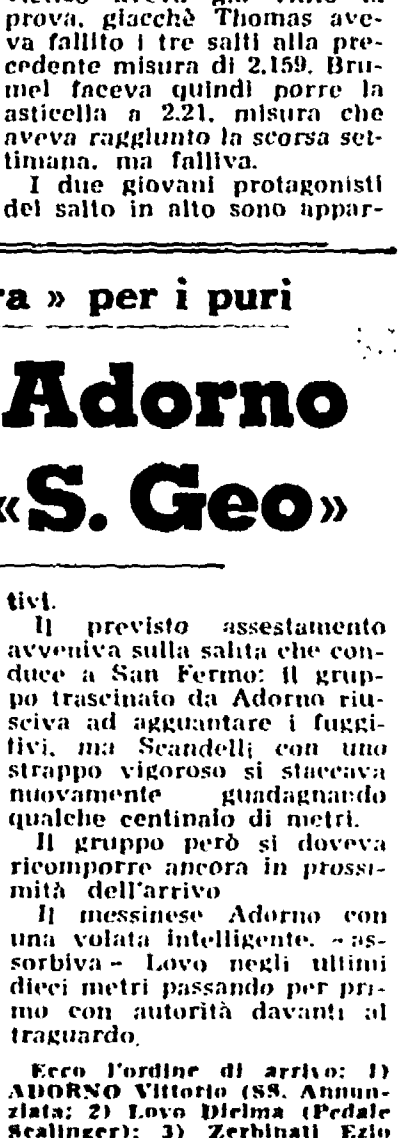 prova, giacchè Thomas ave-
va fallito i tre salti alla pre-
cedente misura di 2,159. Bru-
mel faceva quindi porre la
asticella a 2.21, misura che
aveva raggiunto la scorsa set-
timana, ma falliva.
I due giovani protagonisti
del salto in alto sono appar-
» per i puri
Adorno
«S. Geo»
tivi.
Il previsto assestamento
avveniva sulla salita che con-
duce a San Fermo: il grup-
po trascinato da Adorno riu-
sciva ad agguantare i fuggi-
tivi, ma Scandelli con uno
strappo vigoroso si staccava
nuovamente guadagnando
qualche centinaio di metri.
Il gruppo però si doveva
ricomporre ancora in prossi-
mità dell'arrivo
Il messinese Adorno con
una volata intelligente, «as-
sorbiva» Lovo negli ultimi
dieci metri passando per pri-
mo con autorità davanti al
traguardo.
Ecco l'ordine di arrivo: 1)
ADORNO Vittorio (SS. Annun-
ziata; 2) Lovo Dielma (Pedale
3) Zerbinati Ezio